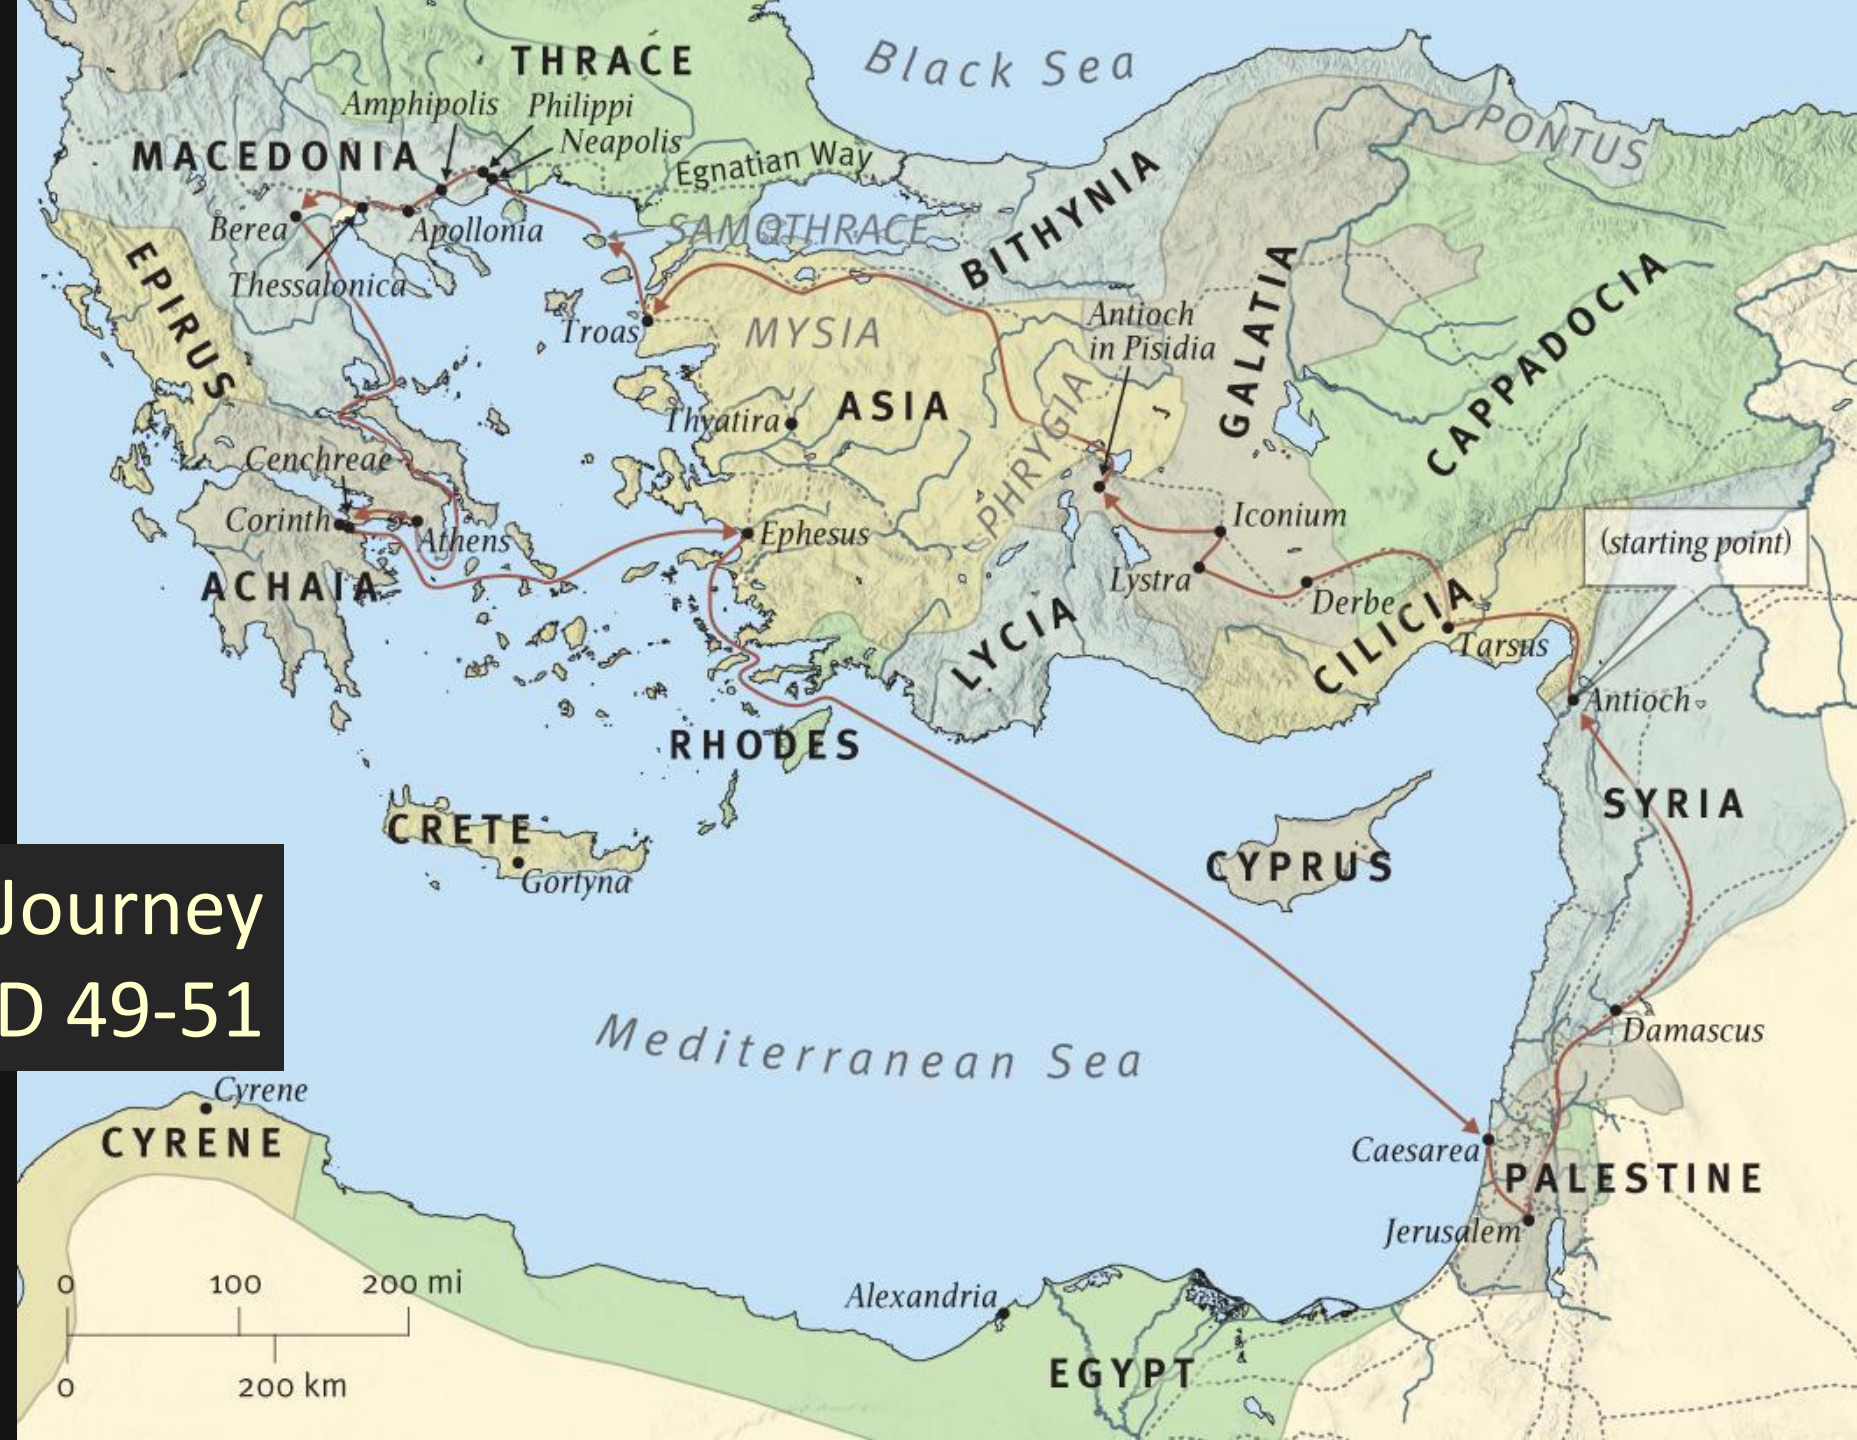 THRACE
Black Sea
Amphipolis
Philippi
Neapolis
PONTUS
MACEDONIA
Egnatian Way
Berea
Apollonia
SAMOTHRACE
BITHYNIA
EPIRUS
Thessalonica
Troas
MYSIA
Antioch
in Pisidia
GALATIA
CAPPADOCIA
Thyatira
ASIA
PHRYGIA
Cenchreae
Corinth
Athens
Ephesus
Iconium
(starting point)
ACHAIA
Lystra
Derbe
CILICIA
Tarsus
LYCIA
Antioch
RHODES
SYRIA
CRETE
Gortyna
CYPRUS
Journey
D 49-51
Mediterranean Sea
Damascus
Cyrene
CYRENE
Caesarea
PALESTINE
Jerusalem
0 100 200 mi
Alexandria
EGYPT
0 200 km